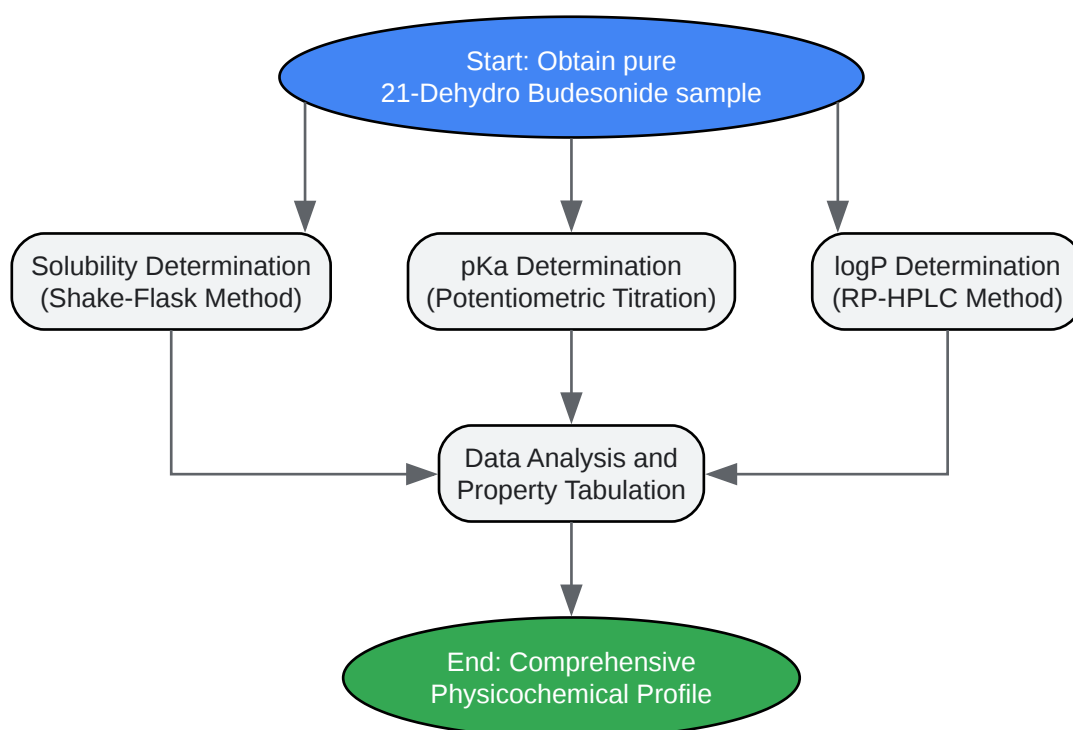 Start: Obtain pure
21-Dehydro Budesonide sample
Solubility Determination
(Shake-Flask Method)
pKa Determination
(Potentiometric Titration)
logP Determination
(RP-HPLC Method)
Data Analysis and
Property Tabulation
End: Comprehensive
Physicochemical Profile